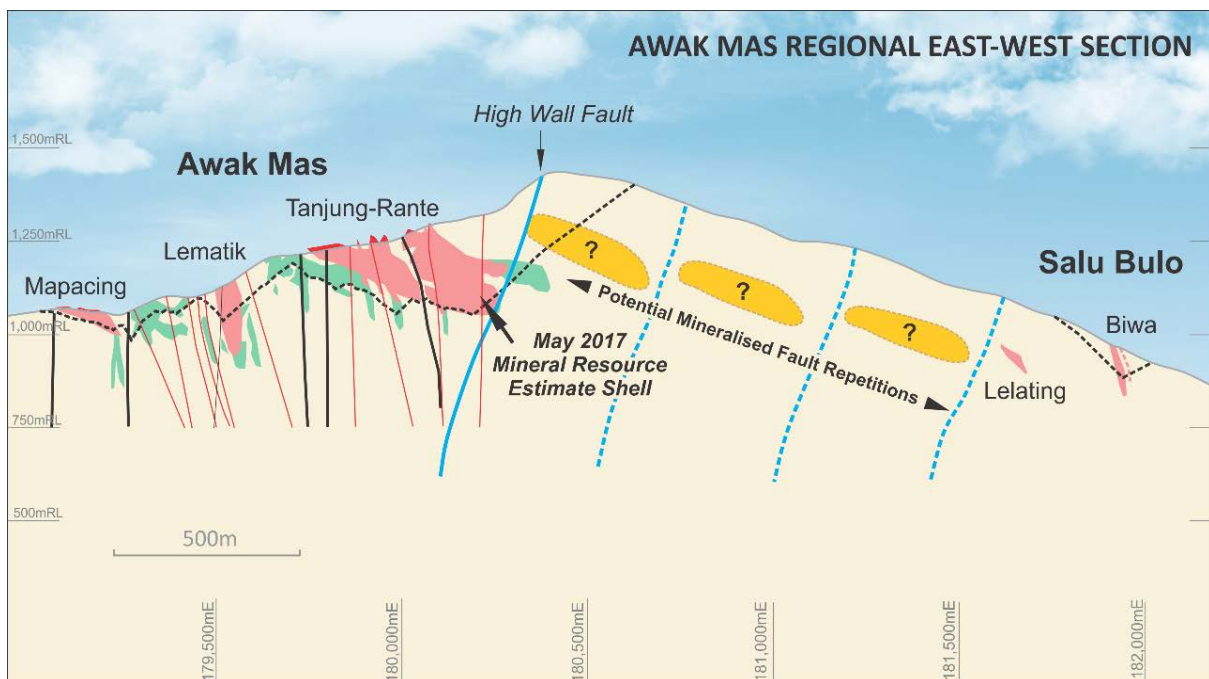 AWAK MAS REGIONAL EAST-WEST SECTION
High Wall Fault
1,500mRL
Awak Mas
Tanjung-Rante
1,250mRL
Lematik
Salu Bulo
Mapacing
?
?
?
Potential Mineralised Fault Repetitions
1,000mRL
Biwa
May 2017
Mineral Resource
Estimate Shell
Lelating
750mRL
500mRL
500m
179,500mE
180,000mE
180,500mE
181,000mE
181,500mE
182,000mE